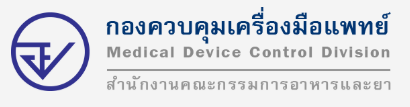 กองควบคุมเครื่องมือแพทย์
Medical Device Control Division
สำนักงานคณะกรรมการอาหารและยา